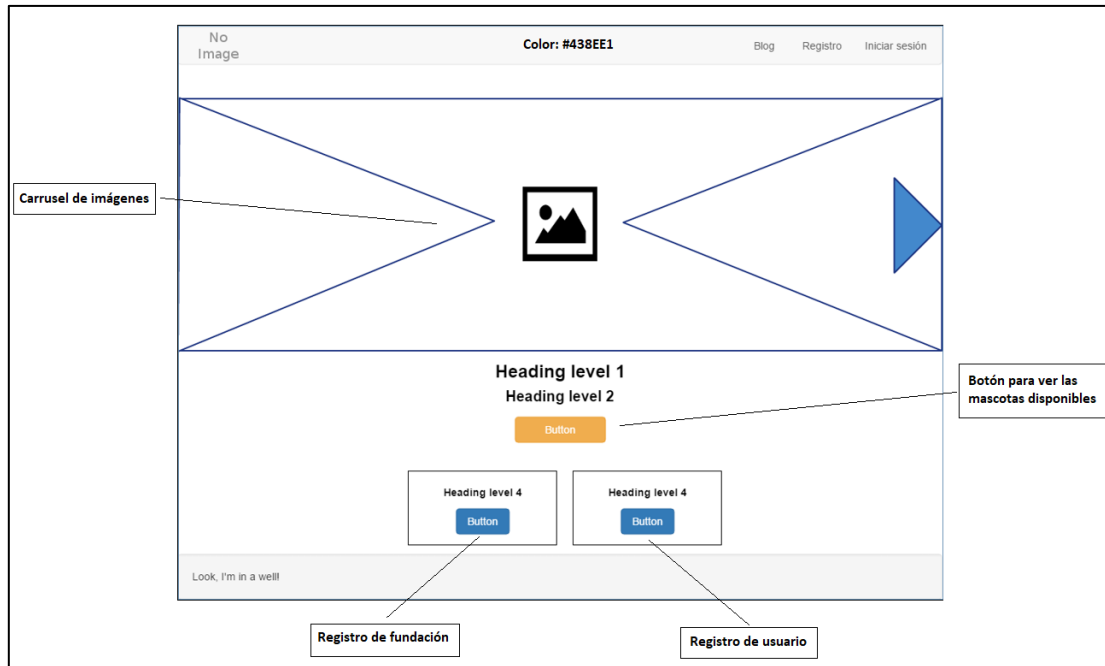 No
Image
Color: #438EE1
Blog
Registro
Iniciar sesión
Carrusel de imágenes
Heading level 1
Heading level 2
Button
Botón para ver las
mascotas disponibles
Heading level 4
Button
Heading level 4
Button
Look, I'm in a well!
Registro de fundación
Registro de usuario